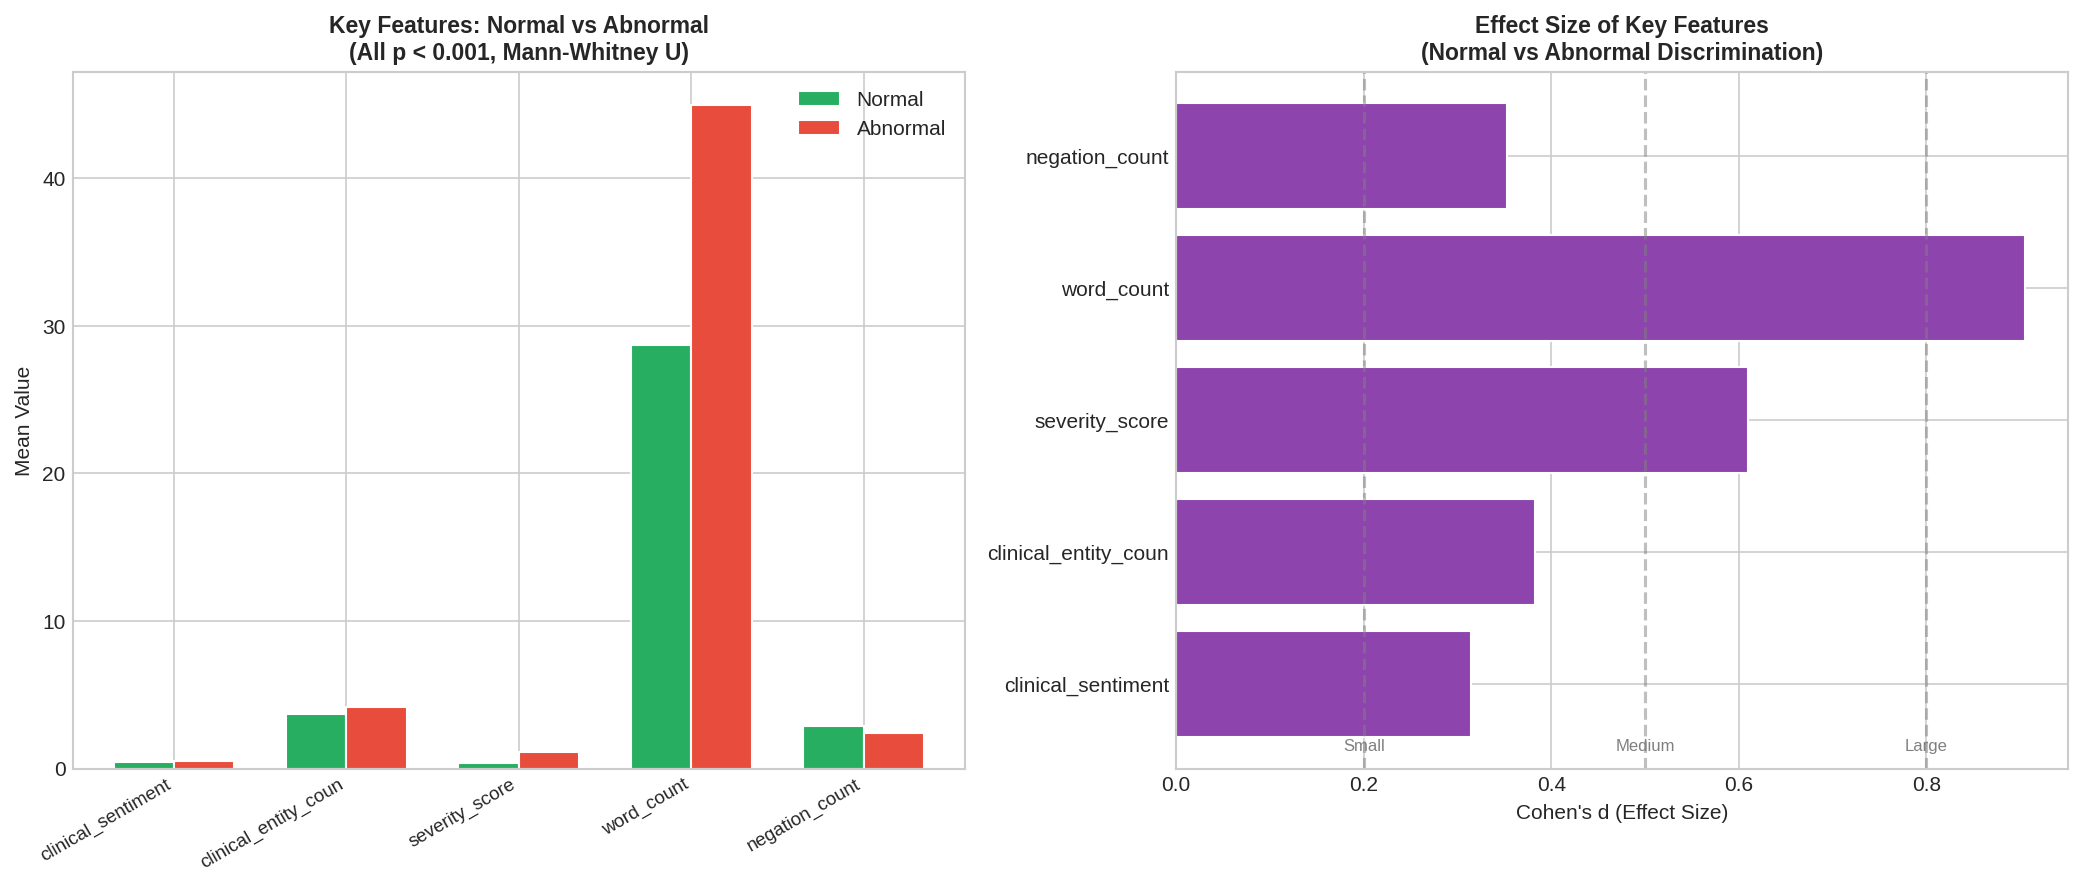 Key Features: Normal vs Abnormal
(All p < 0.001, Mann-Whitney U)
Normal
Abnormal
Mean Value
40
30
20
10
0
clinical_sentiment
clinical_entity_coun
severity_score
word_count
negation_count
Effect Size of Key Features
(Normal vs Abnormal Discrimination)
negation_count
word_count
severity_score
clinical_entity_coun
clinical_sentiment
Small
Medium
Large
0.0
0.2
0.4
0.6
0.8
Cohen's d (Effect Size)